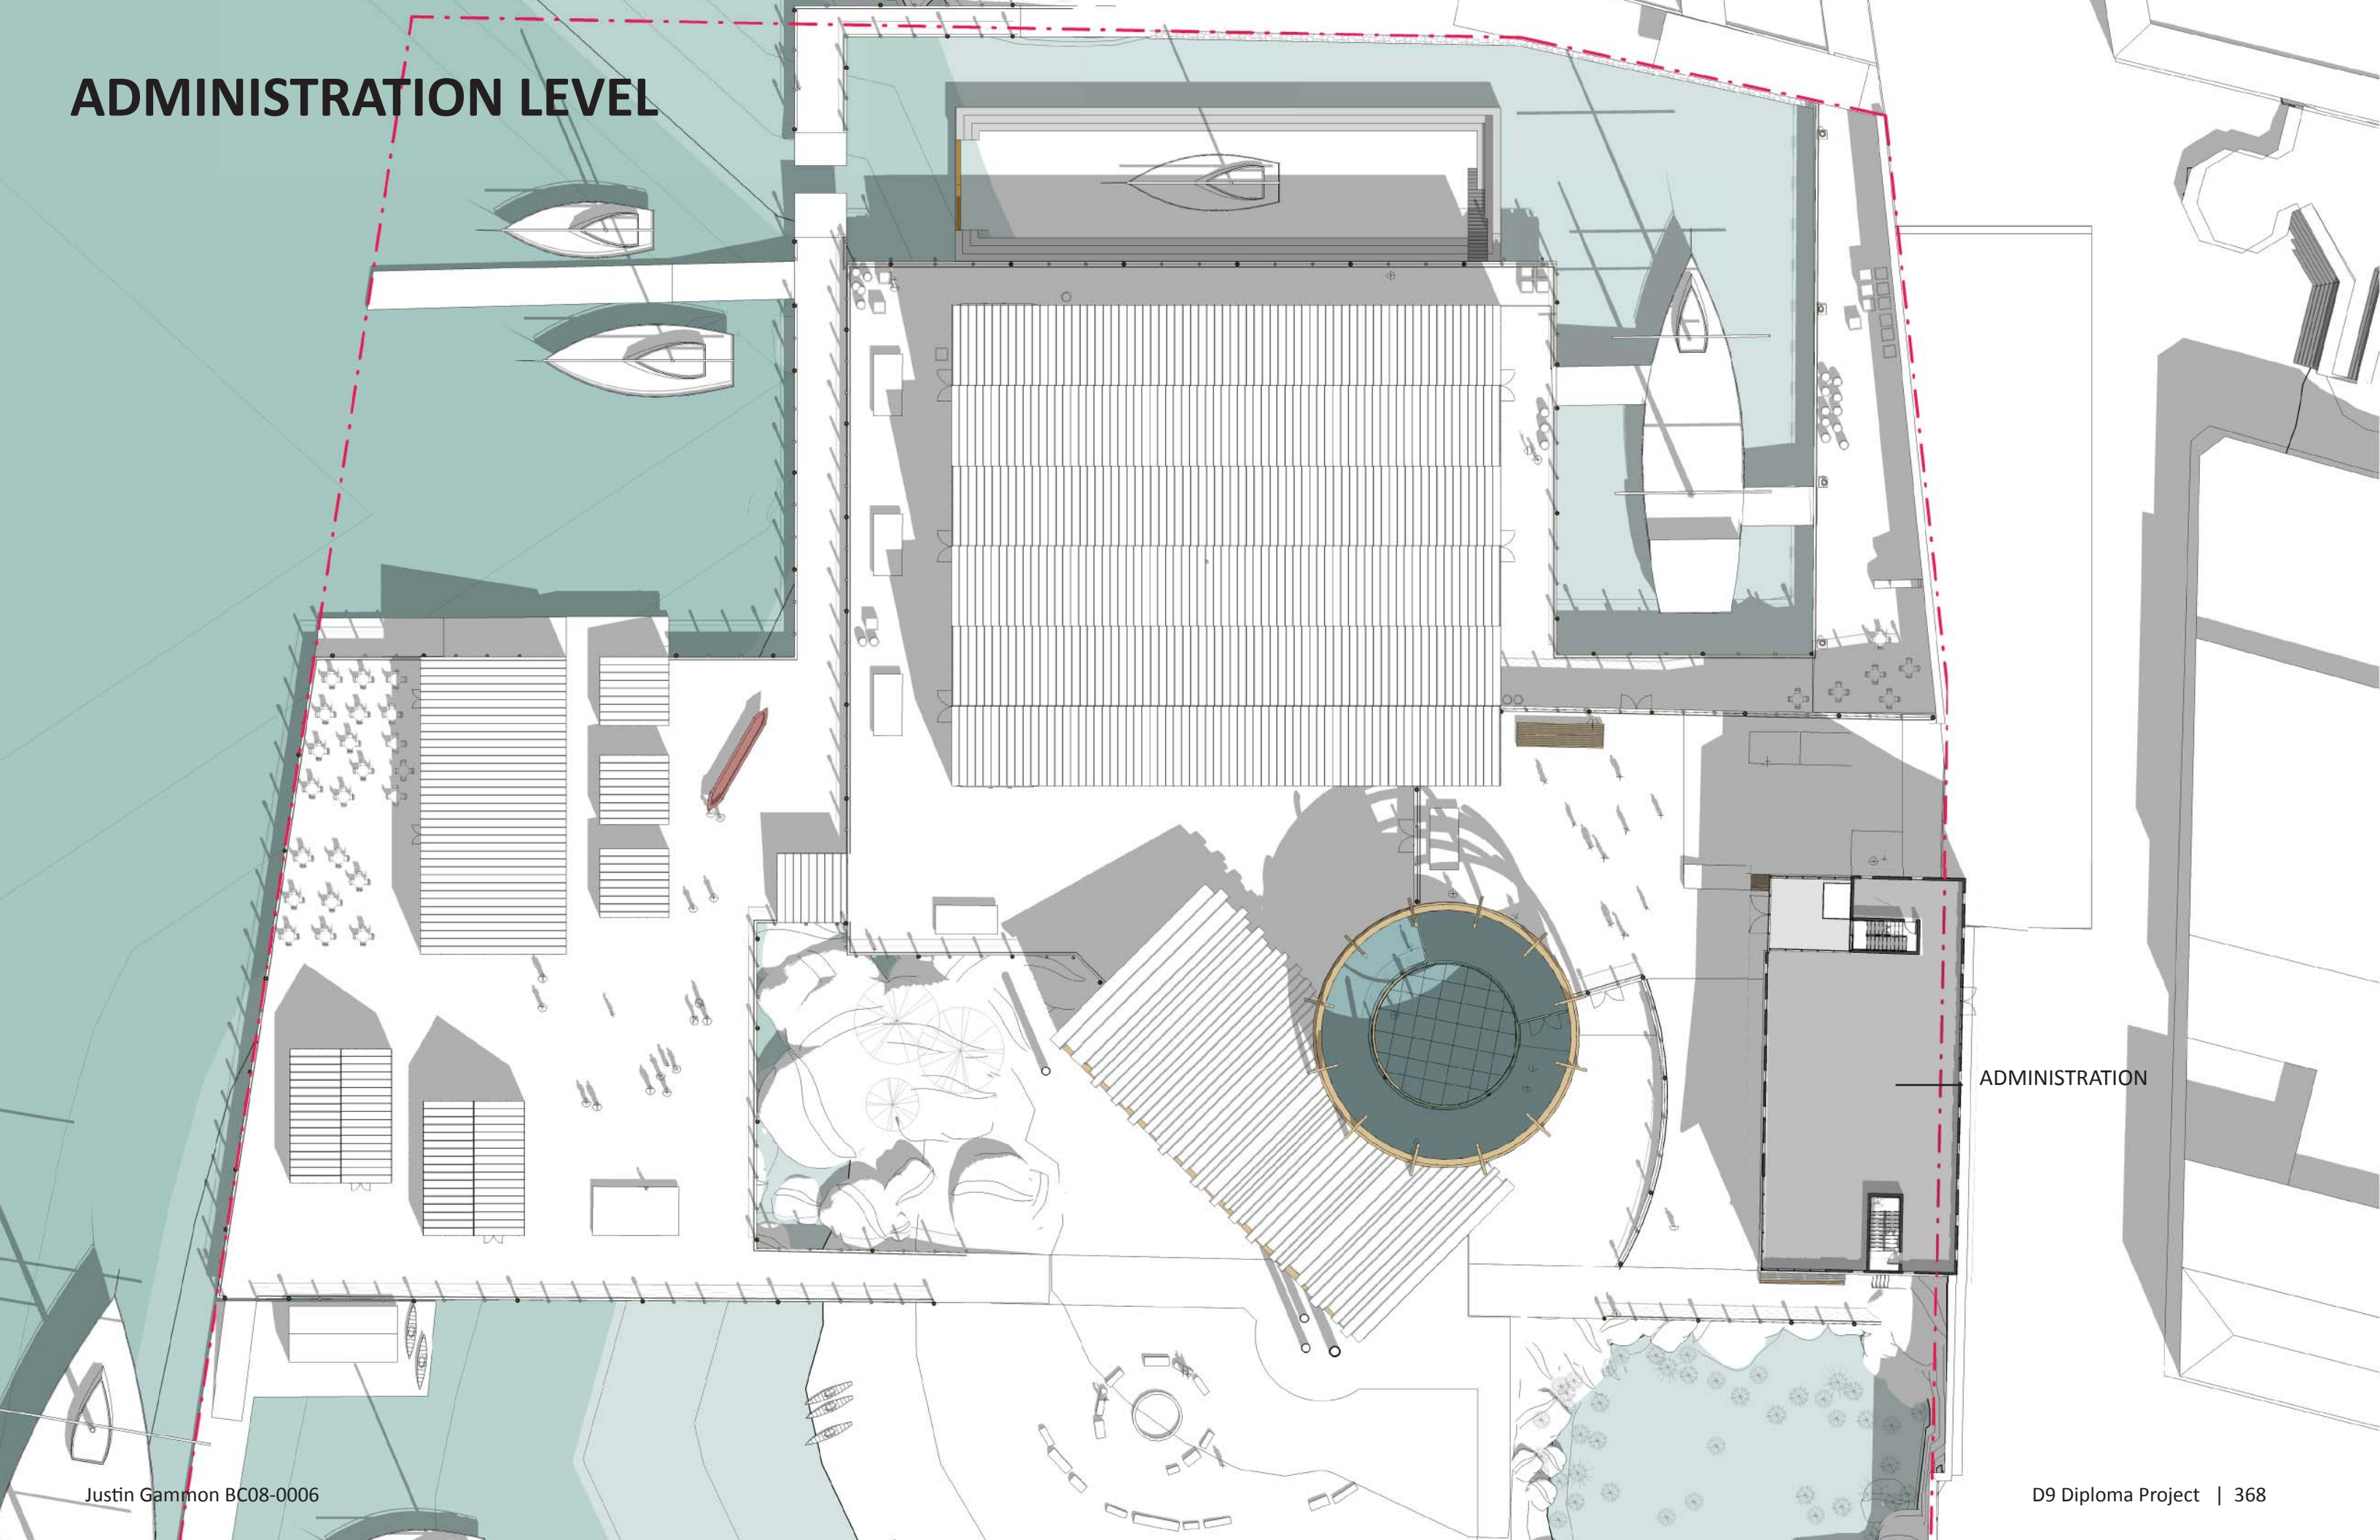 ADMINISTRATION LEVEL
ADMINISTRATION
Justin Gammon BC08-0006
D9 Diploma Project | 368